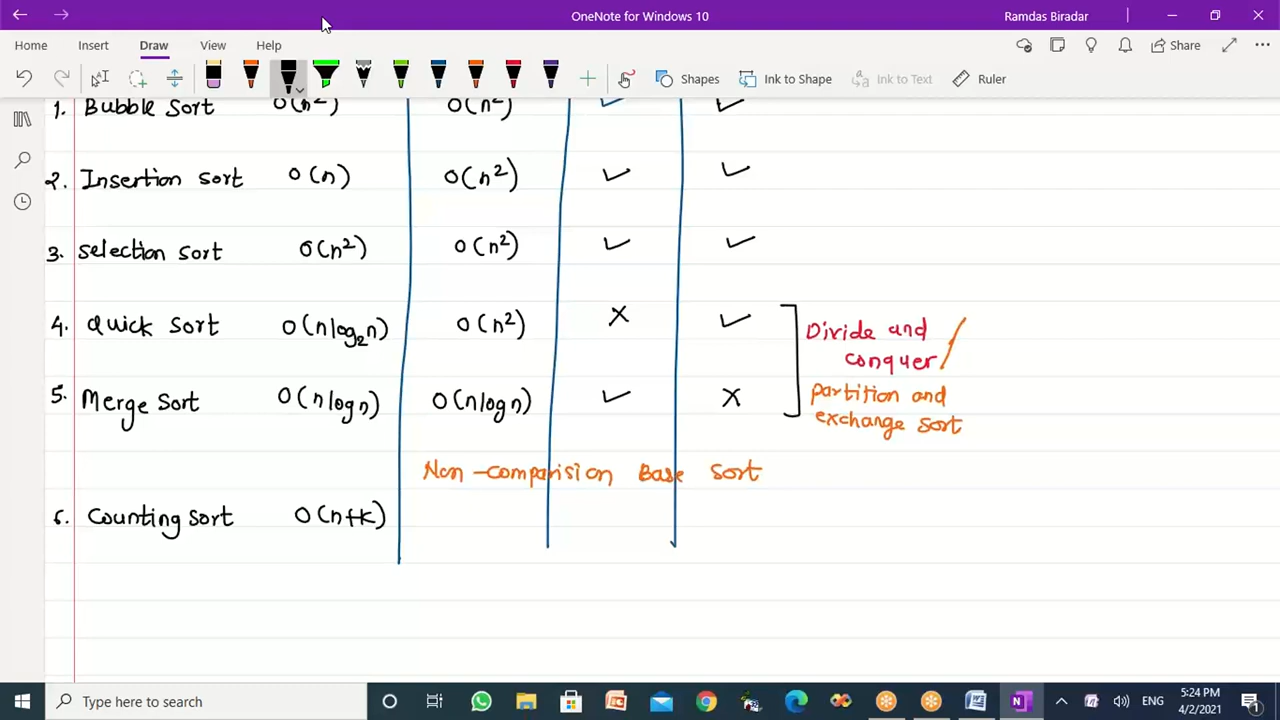 OneNote for Windows 10
Ramdas Biradar
Home Insert Draw View Help
Share
Shapes Ink to Shape Ink to Text Ruler
1. Bubble sort O(n²) O(n²) ✓ ✓
2. Insertion sort O(n) O(n²) ✓ ✓
3. selection sort O(n²) O(n²) ✓ ✓
4. Quick sort O(nlog₂n) O(n²) X ✓
Divide and
conquer
5. Merge sort O(nlogn) O(nlogn) ✓ X
partition and
exchange sort
Non-comparision Base sort
6. Counting sort O(n+k)
Type here to search
ENG
5:24 PM
4/2/2021
1